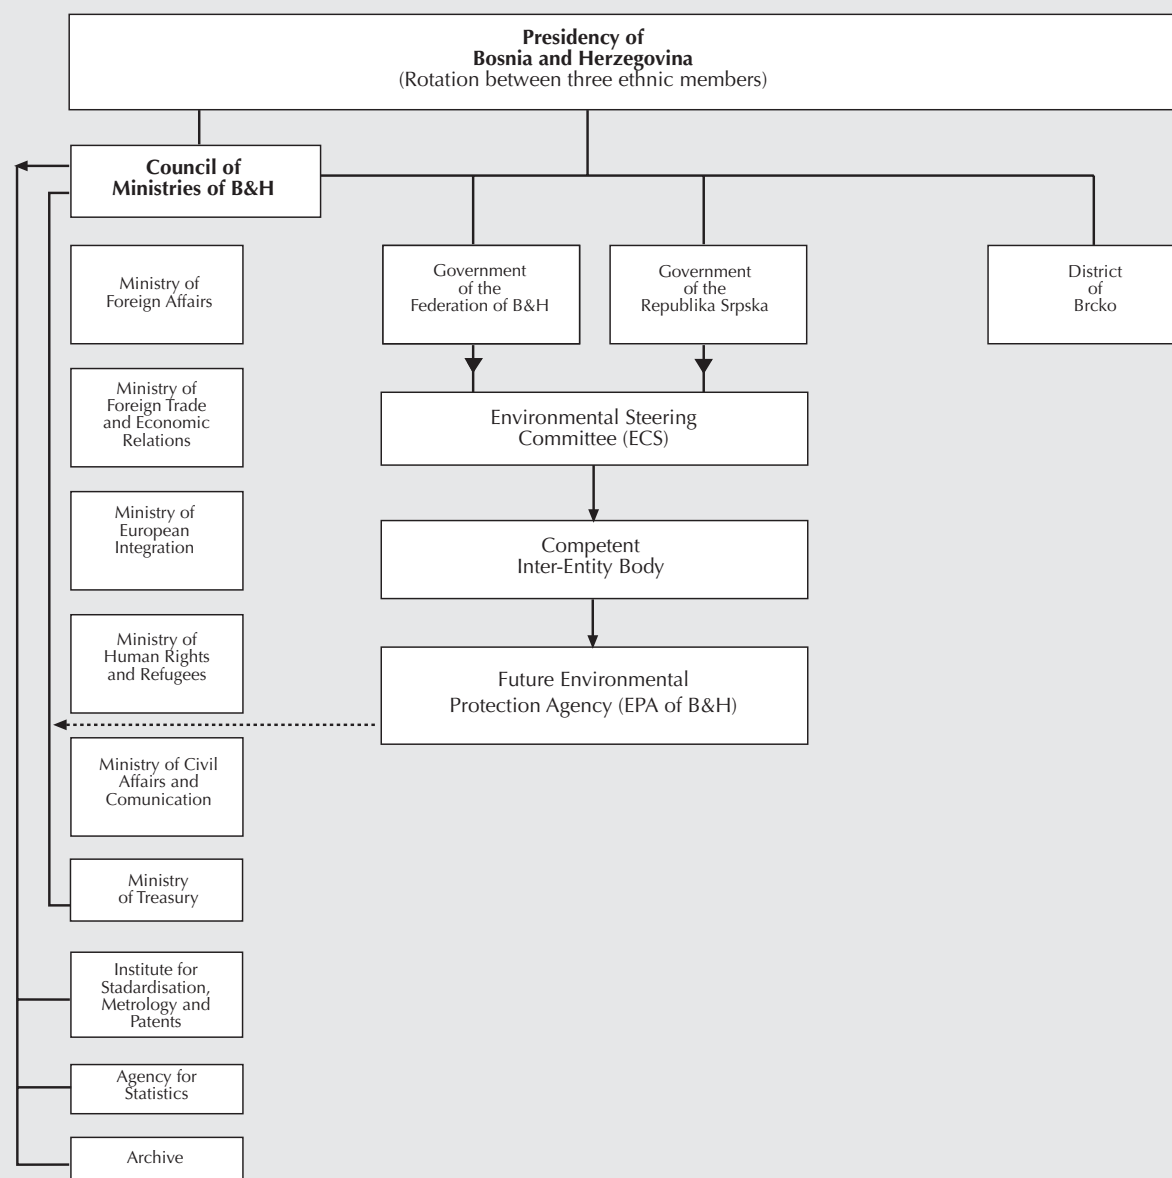 Presidency of
Bosnia and Herzegovina
(Rotation between three ethnic members)
Council of
Ministries of B&H
Ministry of
Foreign Affairs
Government
of the
Federation of B&H
Government
of the
Republika Srpska
District
of
Brcko
Ministry of
Foreign Trade
and Economic
Relations
Environmental Steering
Committee (ECS)
Ministry of
European
Integration
Competent
Inter-Entity Body
Ministry of
Human Rights
and Refugees
Future Environmental
Protection Agency (EPA of B&H)
Ministry of Civil
Affairs and
Comunication
Ministry
of Treasury
Institute for
Stadardisation,
Metrology and
Patents
Agency for
Statistics
Archive